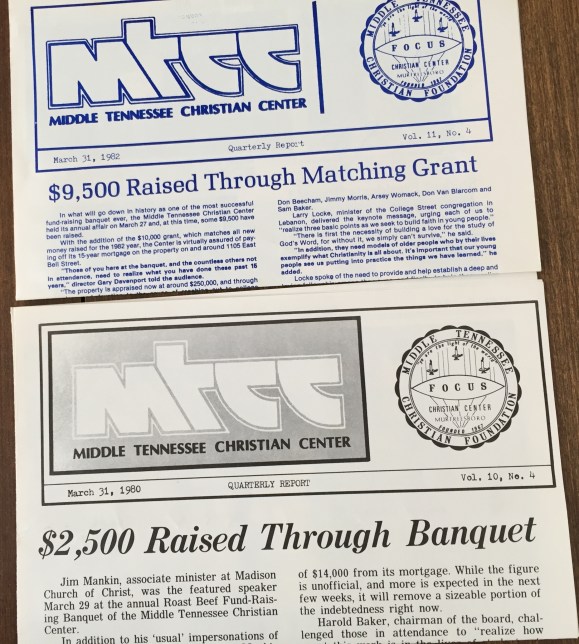 mtcc
MIDDLE TENNESSEE CHRISTIAN CENTER
MIDDLE TENNESSEE
FOCUS
CHRISTIAN CENTER
MURFREESBORO
FOUNDED 1967
CHRISTIAN FOUNDATION
March 31, 1982
Quarterly Report
Vol. 11, No. 4
$9,500 Raised Through Matching Grant
In what will go down in history as one of the most successful
fund-raising banquet ever, the Middle Tennessee Christian Center
held its annual affair on March 27 and, at this time, some $9,500 have
been raised.
With the addition of the $10,000 grant, which matches all new
money raised for the 1982 year, the Center is virtually assured of pay-
ing off its 15-year mortgage on the property on and around 1105 East
Bell Street.
"Those of you here at the banquet, and the countless others not
in attendence, need to realize what you have done these past 15
years," director Gary Davenport told the audience.
"The property is appraised now at around $250,000, and through
Don Beecham, Jimmy Morris, Arsey Womack, Don Van Blarcom and
Sam Baker.
Larry Locke, minister of the College Street congregation in
Lebanon, delivered the keynote message, urging each of us to
"realize three basic points as we seek to build faith in young people."
"There is first the necessity of building a love for the study of
God's Word, for without it, we simply can't survive," he said.
"In addition, they need models of older people who by their lives
exemplify what Christianity is all about. It's important that our young
people see us putting into practice the things we have learned." he
added.
Locke spoke of the need to provide and help establish a deep and
mtcc
MIDDLE TENNESSEE CHRISTIAN CENTER
MIDDLE TENNESSEE
ye are the light of the world
FOCUS
CHRISTIAN CENTER
MURFREESBORO
FOUNDED 1967
CHRISTIAN FOUNDATION
March 31, 1980
QUARTERLY REPORT
Vol. 10, No. 4
$2,500 Raised Through Banquet
Jim Mankin, associate minister at Madison
Church of Christ, was the featured speaker
March 29 at the annual Roast Beef Fund-Rais-
ing Banquet of the Middle Tennessee Christian
Center.
In addition to his 'usual' impersonations of
of $14,000 from its mortgage. While the figure
is unofficial, and more is expected in the next
few weeks, it will remove a sizeable portion of
the indebtedness right now.
Harold Baker, chairman of the board, chal-
lenged those in attendance to "realize how